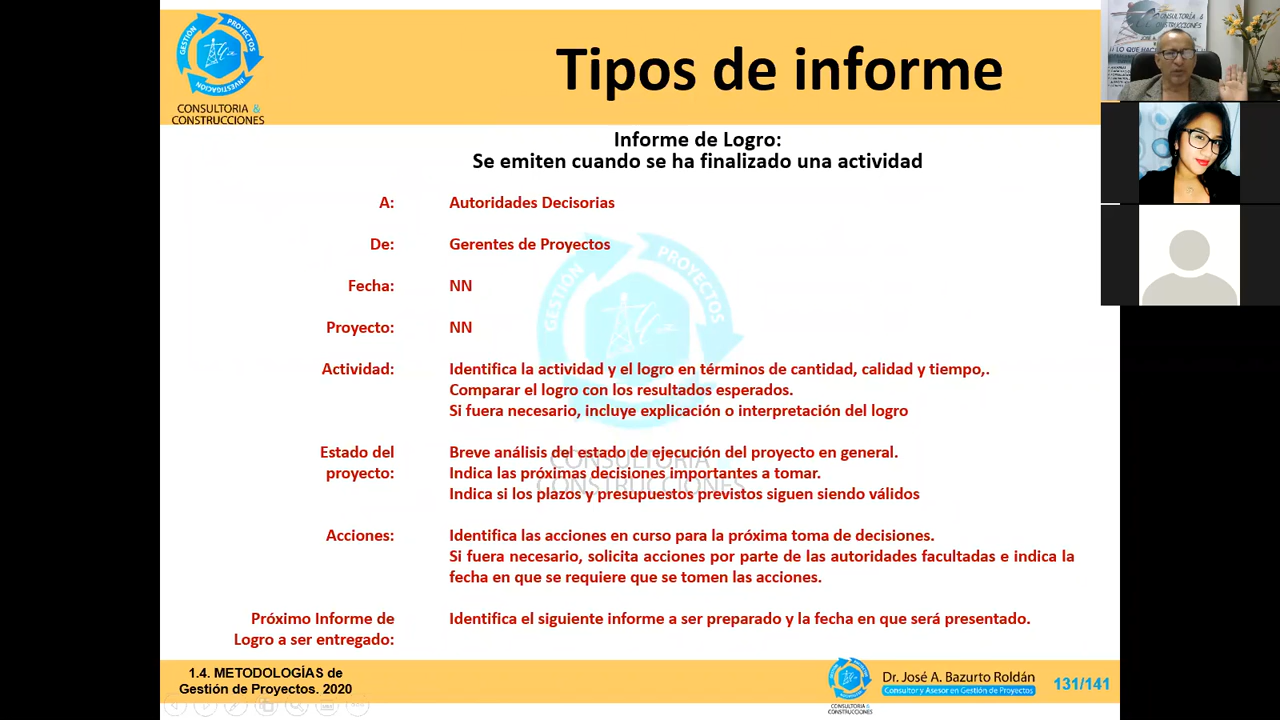 GESTIÓN PROYECTOS INVESTIGACIÓN
CONSULTORIA &
CONSTRUCCIONES
Tipos de informe
Informe de Logro:
Se emiten cuando se ha finalizado una actividad
A: Autoridades Decisorias
De: Gerentes de Proyectos
Fecha: NN
Proyecto: NN
Actividad: Identifica la actividad y el logro en términos de cantidad, calidad y tiempo,.
Comparar el logro con los resultados esperados.
Si fuera necesario, incluye explicación o interpretación del logro
Estado del Breve análisis del estado de ejecución del proyecto en general.
proyecto: Indica las próximas decisiones importantes a tomar.
Indica si los plazos y presupuestos previstos siguen siendo válidos
Acciones: Identifica las acciones en curso para la próxima toma de decisiones.
Si fuera necesario, solicita acciones por parte de las autoridades facultadas e indica la
fecha en que se requiere que se tomen las acciones.
Próximo Informe de Identifica el siguiente informe a ser preparado y la fecha en que será presentado.
Logro a ser entregado:
GESTIÓN PROYECTOS
CONSULTORIA
CONSTRUCCIONES
1.4. METODOLOGÍAS de
Gestión de Proyectos. 2020
CONSULTORIA &
CONSTRUCCIONES
Dr. José A. Bazurto Roldán
Consultor y Asesor en Gestión de Proyectos
131/141